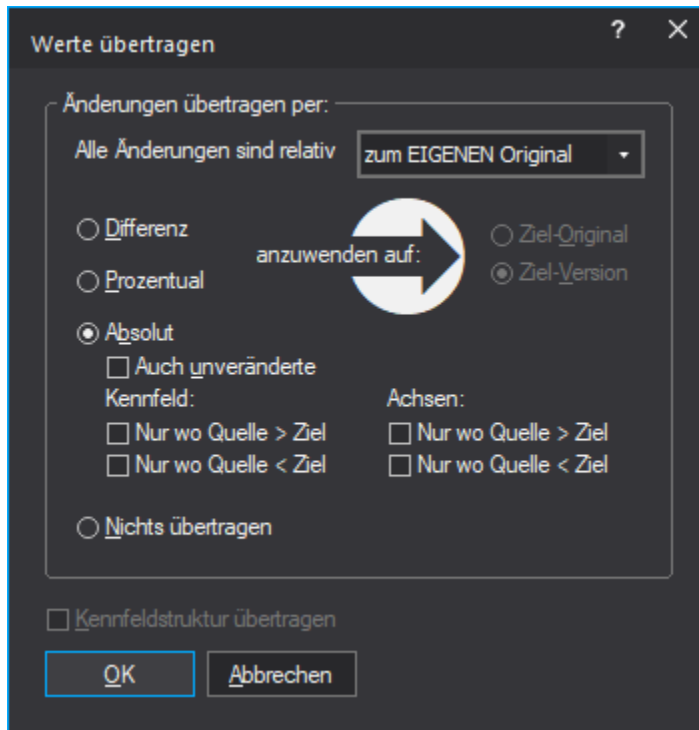 Werte übertragen
?
Änderungen übertragen per:
Alle Änderungen sind relativ
zum EIGENEN Original
Differenz
anzuwenden auf:
Ziel-Original
Prozentual
Ziel-Version
Absolut
Auch unveränderte
Kennfeld:
Achsen:
Nur wo Quelle > Ziel
Nur wo Quelle > Ziel
Nur wo Quelle < Ziel
Nur wo Quelle < Ziel
Nichts übertragen
Kennfeldstruktur übertragen
OK
Abbrechen